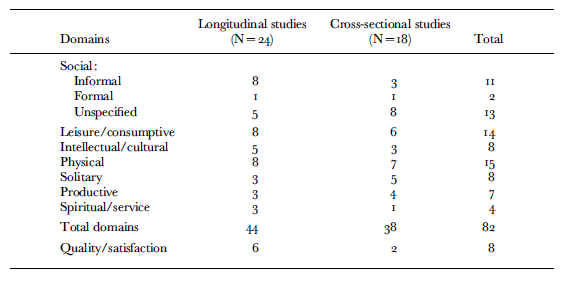 Longitudinal studies Cross-sectional studies
Domains (N=24) (N=18) Total
Social:
Informal 8 3 11
Formal 1 1 2
Unspecified 5 8 13
Leisure/consumptive 8 6 14
Intellectual/cultural 5 3 8
Physical 8 7 15
Solitary 3 5 8
Productive 3 4 7
Spiritual/service 3 1 4
Total domains 44 38 82
Quality/satisfaction 6 2 8